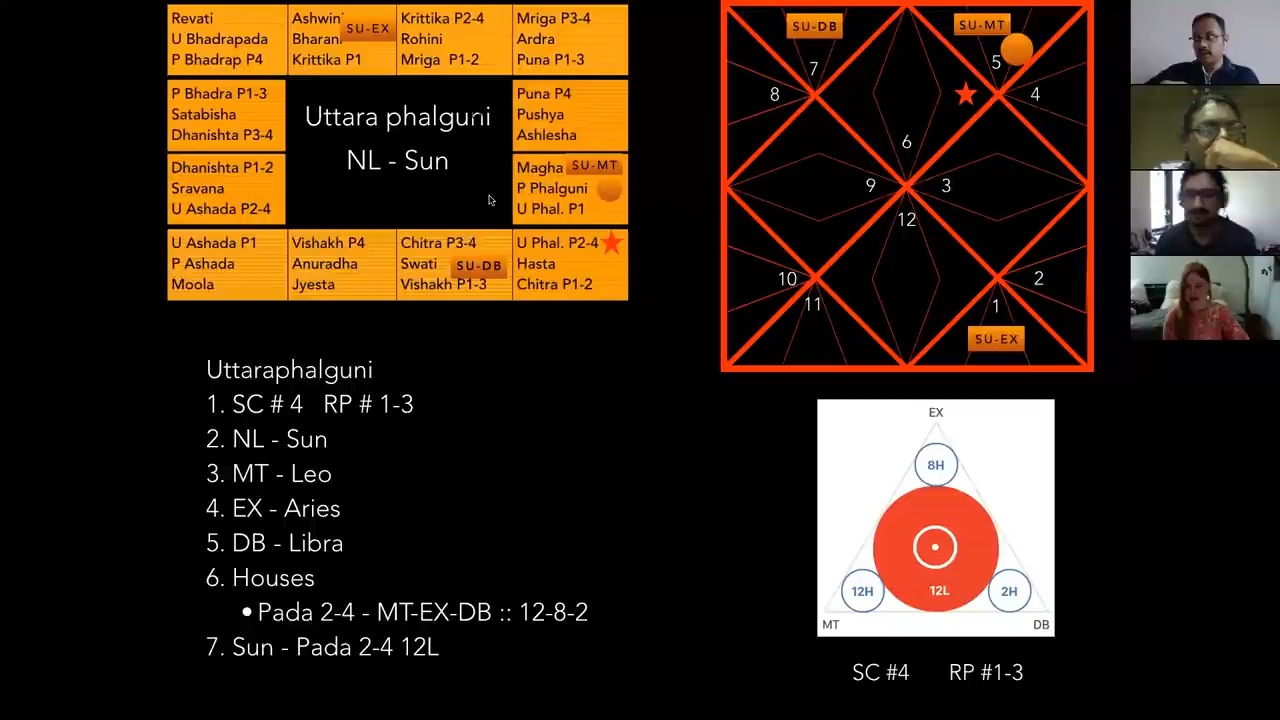 Revati
U Bhadrapada
P Bhadrap P4
Ashwin
Bharani
Krittika P1
SU-EX
Krittika P2-4
Rohini
Mriga P1-2
Mriga P3-4
Ardra
Puna P1-3
P Bhadra P1-3
Satabisha
Dhanishta P3-4
Uttara phalguni
NL - Sun
Puna P4
Pushya
Ashlesha
Dhanishta P1-2
Sravana
U Ashada P2-4
Magha
SU-MT
P Phalguni
U Phal. P1
U Ashada P1
P Ashada
Moola
Vishakh P4
Anuradha
Jyesta
Chitra P3-4
Swati
SU-DB
Vishakh P1-3
U Phal. P2-4
Hasta
Chitra P1-2
Uttaraphalguni
1. SC # 4 RP # 1-3
2. NL - Sun
3. MT - Leo
4. EX - Aries
5. DB - Libra
6. Houses
• Pada 2-4 - MT-EX-DB :: 12-8-2
7. Sun - Pada 2-4 12L
SU-DB
SU-MT
7
5
8
4
6
9
3
12
10
2
11
1
SU-EX
EX
8H
12H
12L
2H
MT
DB
SC #4 RP #1-3